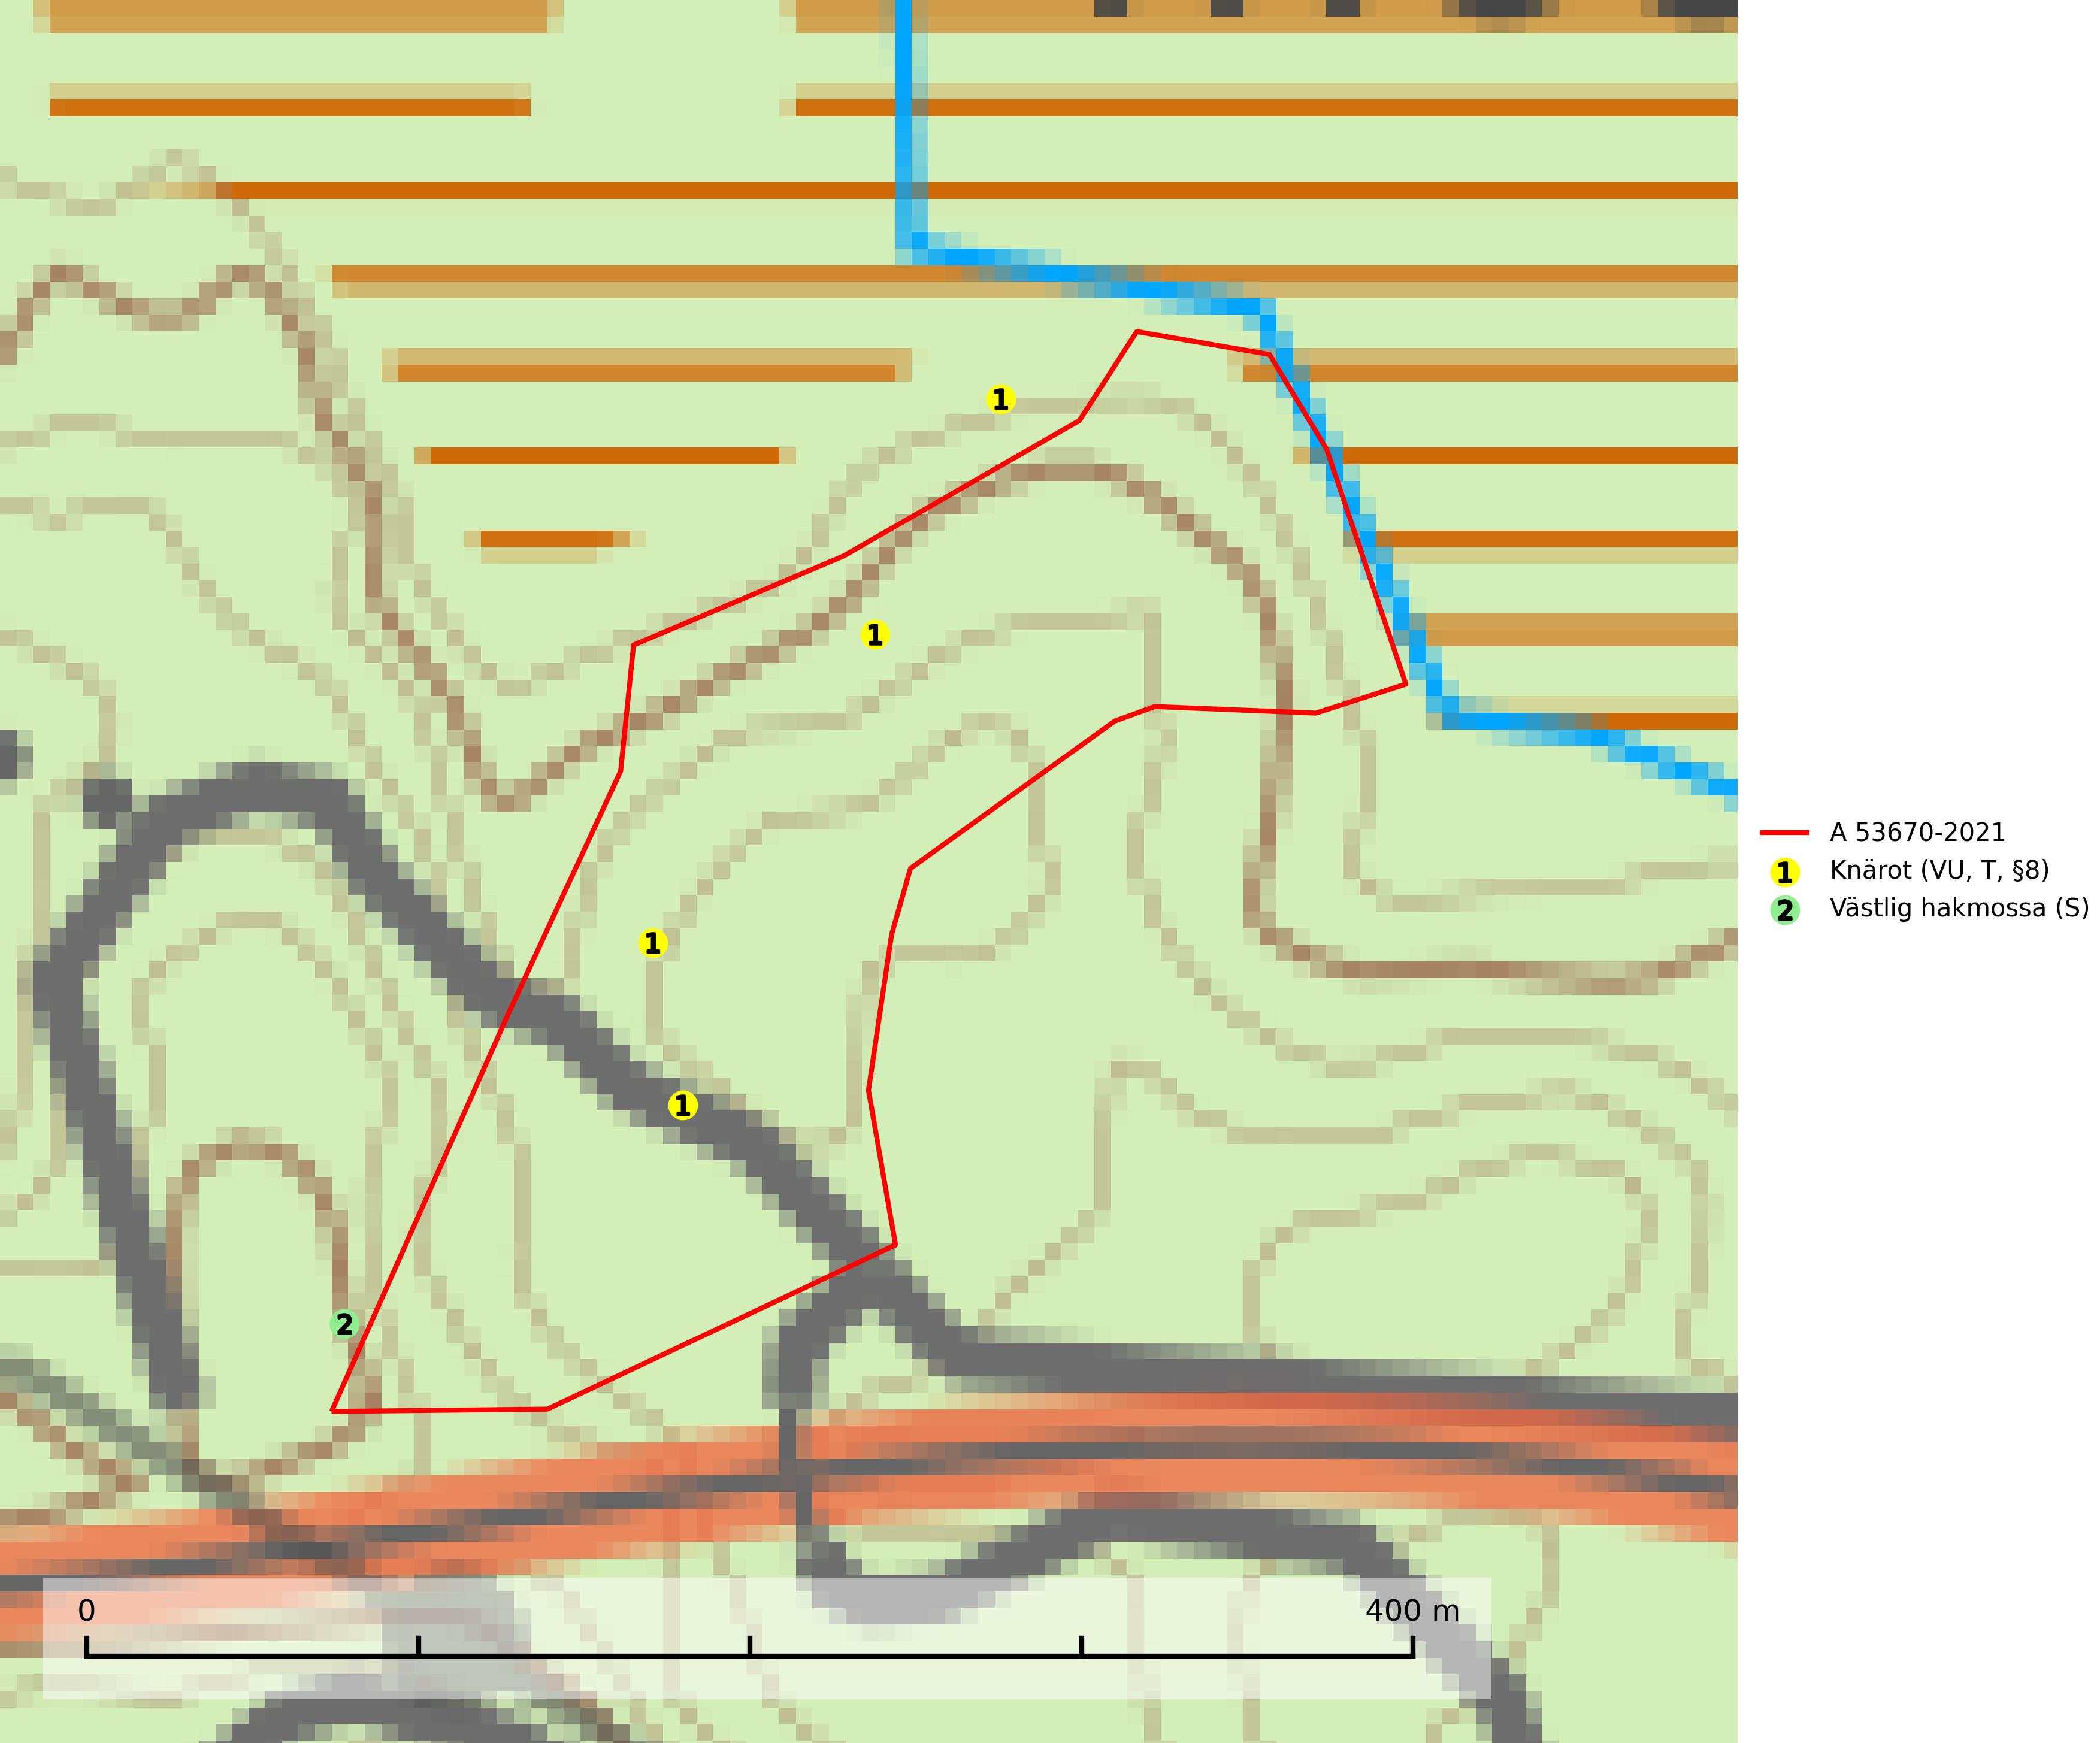 1
1
1
1
2
A 53670-2021
1 Knärot (VU, T, §8)
2 Västlig hakmossa (S)
0 400 m